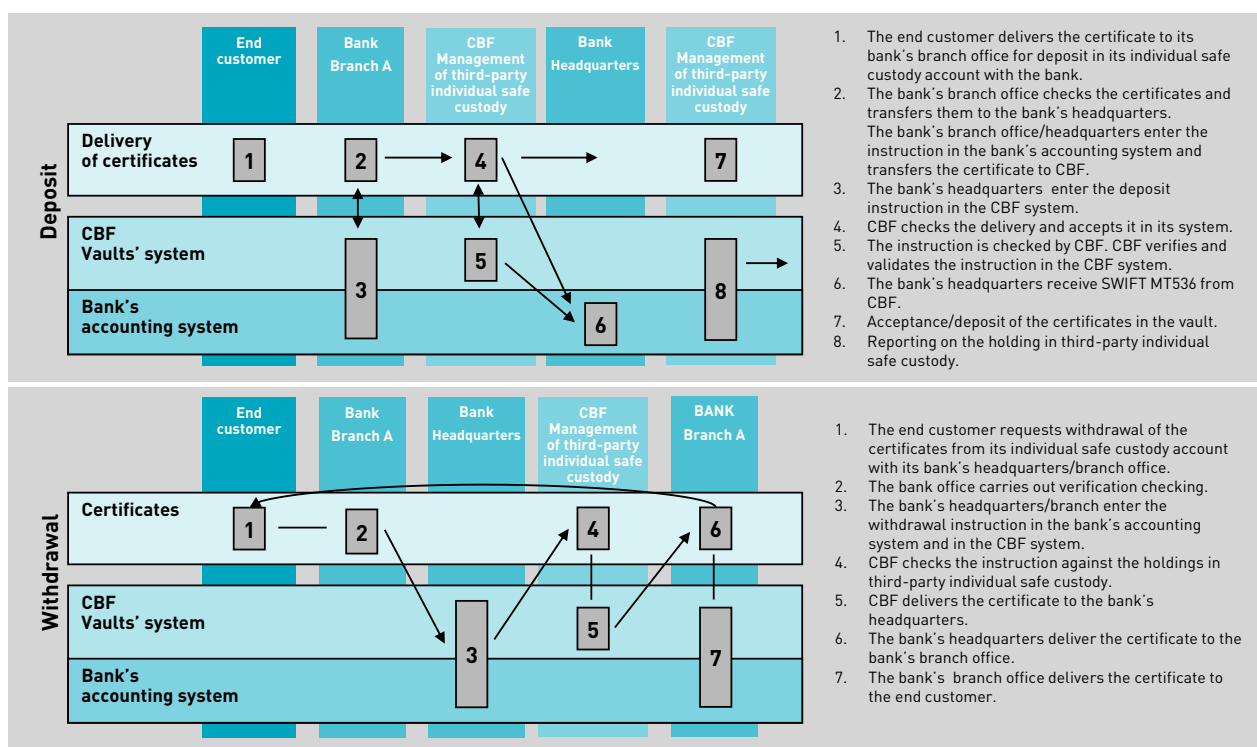 End
customer
Bank
Branch A
CBF
Management
of third-party
individual safe
custody
Bank
Headquarters
CBF
Management
of third-party
individual safe
custody
Deposit
Delivery
of certificates
1
2
4
7
CBF
Vaults’ system
3
5
8
Bank’s
accounting system
6
1. The end customer delivers the certificate to its
bank’s branch office for deposit in its individual safe
custody account with the bank.
2. The bank’s branch office checks the certificates and
transfers them to the bank’s headquarters.
The bank’s branch office/headquarters enter the
instruction in the bank’s accounting system and
transfers the certificate to CBF.
3. The bank’s headquarters enter the deposit
instruction in the CBF system.
4. CBF checks the delivery and accepts it in its system.
5. The instruction is checked by CBF. CBF verifies and
validates the instruction in the CBF system.
6. The bank’s headquarters receive SWIFT MT536 from
CBF.
7. Acceptance/deposit of the certificates in the vault.
8. Reporting on the holding in third-party individual
safe custody.
End
customer
Bank
Branch A
Bank
Headquarters
CBF
Management
of third-party
individual safe
custody
BANK
Branch A
Withdrawal
Certificates
1
2
4
6
CBF
Vaults’ system
3
5
7
Bank’s
accounting system
1. The end customer requests withdrawal of the
certificates from its individual safe custody account
with its bank’s headquarters/branch office.
2. The bank office carries out verification checking.
3. The bank’s headquarters/branch enter the
withdrawal instruction in the bank’s accounting
system and in the CBF system.
4. CBF checks the instruction against the holdings in
third-party individual safe custody.
5. CBF delivers the certificate to the bank’s
headquarters.
6. The bank’s headquarters deliver the certificate to the
bank’s branch office.
7. The bank’s branch office delivers the certificate to
the end customer.